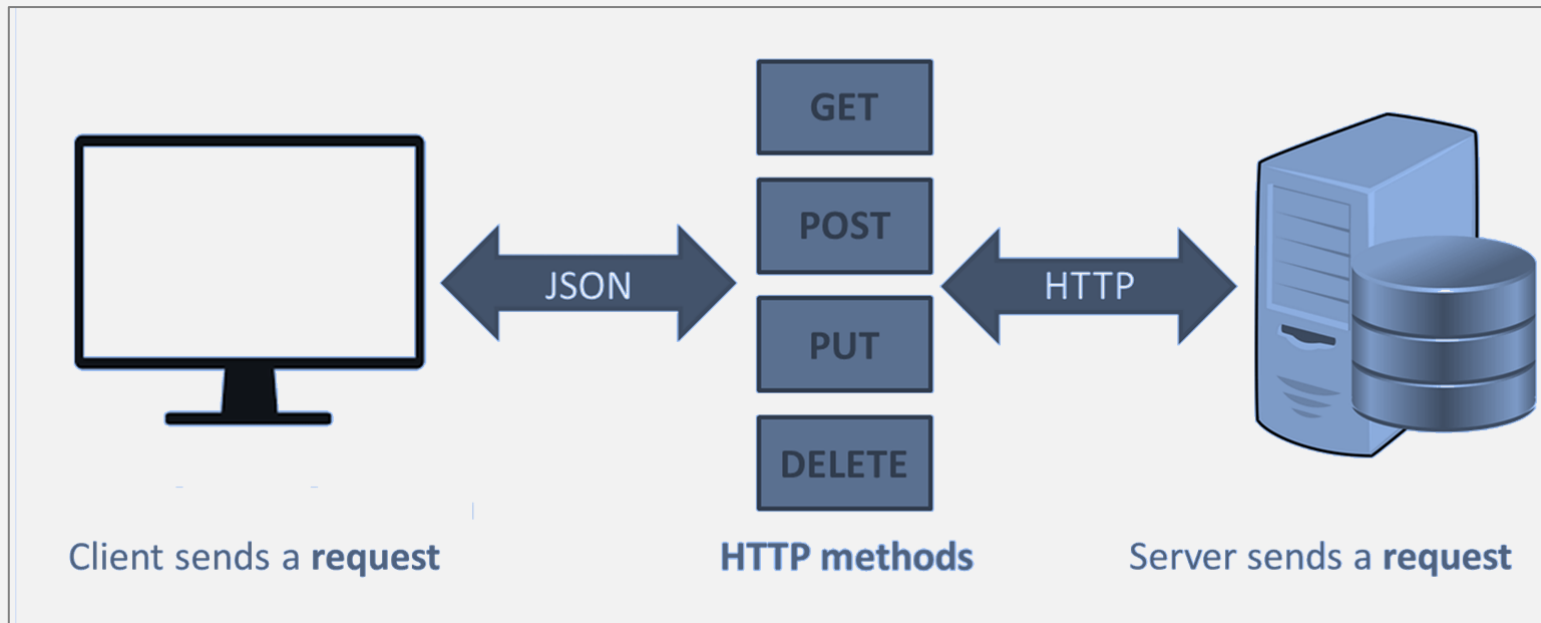 GET
POST
JSON
HTTP
PUT
DELETE
Client sends a request
HTTP methods
Server sends a request